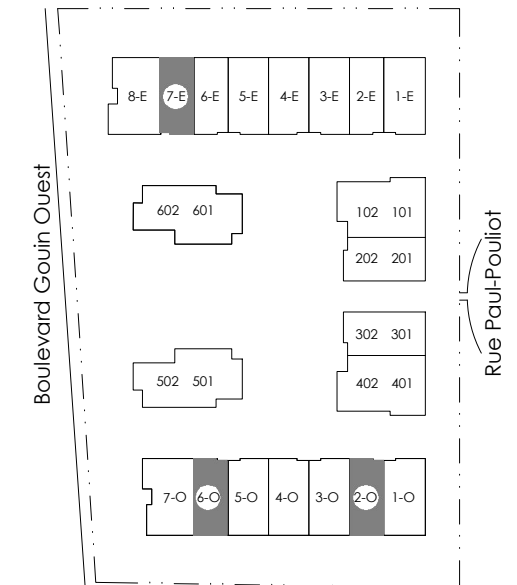 8-E 7-E 6-E 5-E 4-E 3-E 2-E 1-E
602 601
102 101
202 201
Boulevard Gouin Ouest
Rue Paul-Pouliot
302 301
502 501
402 401
7-O 6-O 5-O 4-O 3-O 2-O 1-O